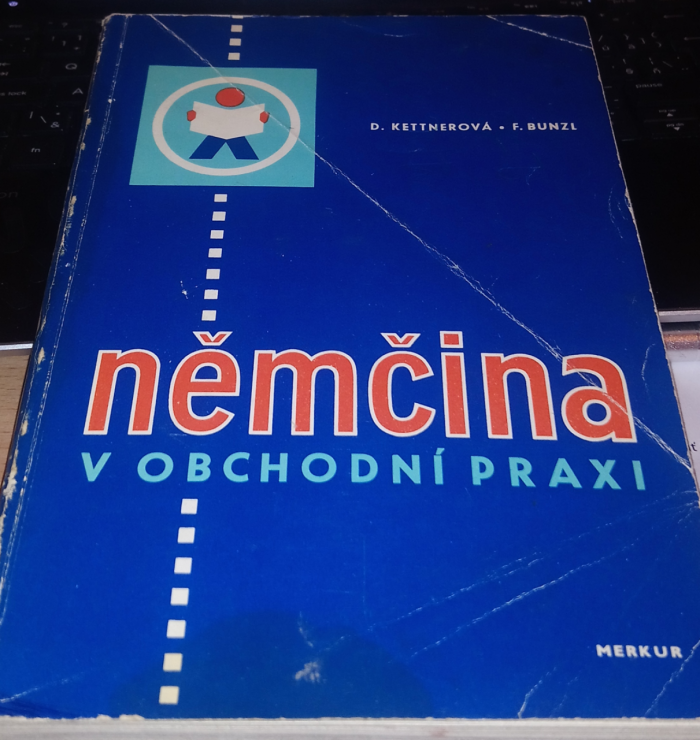 D. KETTNEROVÁ • F. BUNZL
němčina
V OBCHODNÍ PRAXI
MERKUR